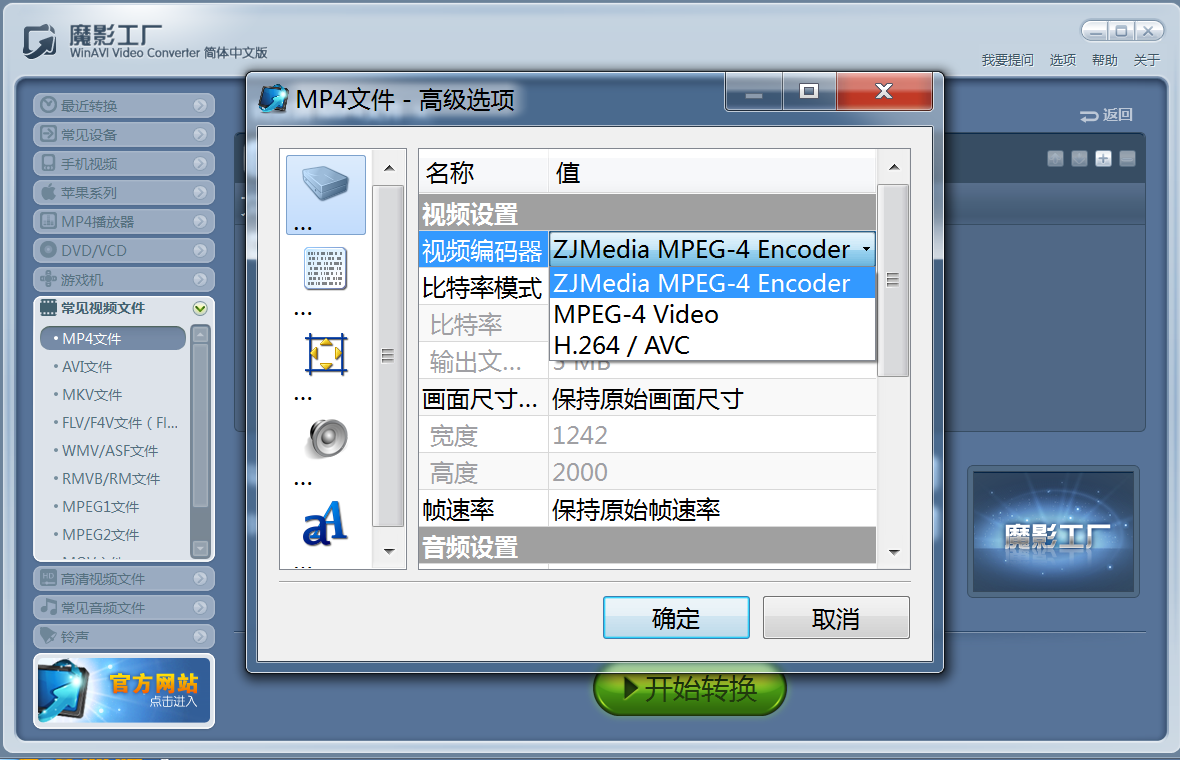 魔影工厂
WinAVI Video Converter 简体中文版
我要提问 选项 帮助 关于
返回
最近转换
常见设备
手机视频
苹果系列
MP4播放器
DVD/VCD
游戏机
常见视频文件
• MP4文件
• AVI文件
• MKV文件
• FLV/F4V文件（Fl...
• WMV/ASF文件
• RMVB/RM文件
• MPEG1文件
• MPEG2文件
HD 高清视频文件
常见音频文件
铃声
官方网站
点击进入
MP4文件 - 高级选项
...
...
...
...
aA
...
名称 值
视频设置
视频编码器 ZJMedia MPEG-4 Encoder
ZJMedia MPEG-4 Encoder
MPEG-4 Video
H.264 / AVC
比特率模式
比特率
输出文... 3 MB
画面尺寸... 保持原始画面尺寸
宽度 1242
高度 2000
帧速率 保持原始帧速率
音频设置
确定 取消
魔影工厂
开始转换